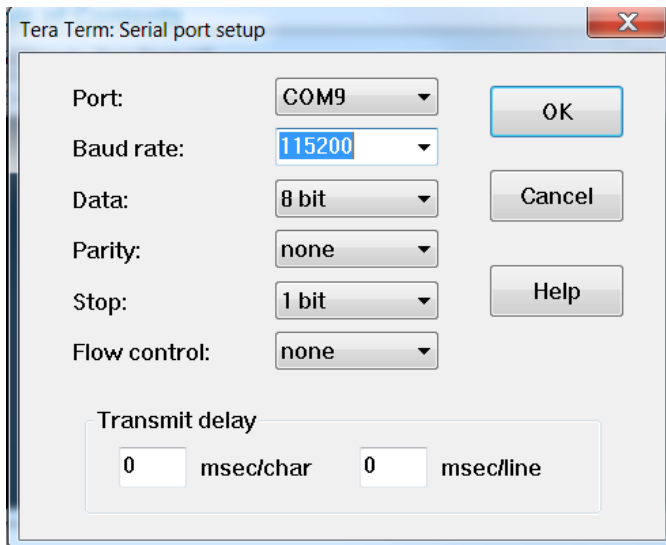 Tera Term: Serial port setup
Port: COM9
OK
Baud rate: 115200
Data: 8 bit
Cancel
Parity: none
Stop: 1 bit
Help
Flow control: none
Transmit delay
0 msec/char 0 msec/line